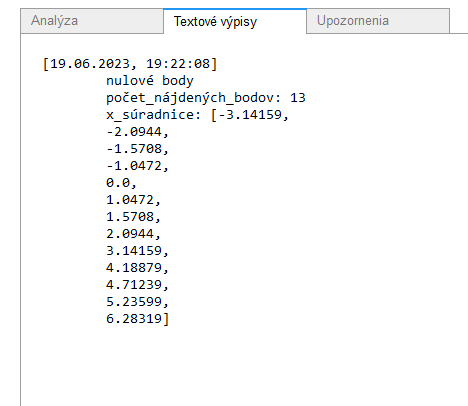 Analýza
Textové výpisy
Upozornenia
[19.06.2023, 19:22:08]
nulové body
počet_nájdených_bodov: 13
x_súradnice: [-3.14159,
-2.0944,
-1.5708,
-1.0472,
0.0,
1.0472,
1.5708,
2.0944,
3.14159,
4.18879,
4.71239,
5.23599,
6.28319]